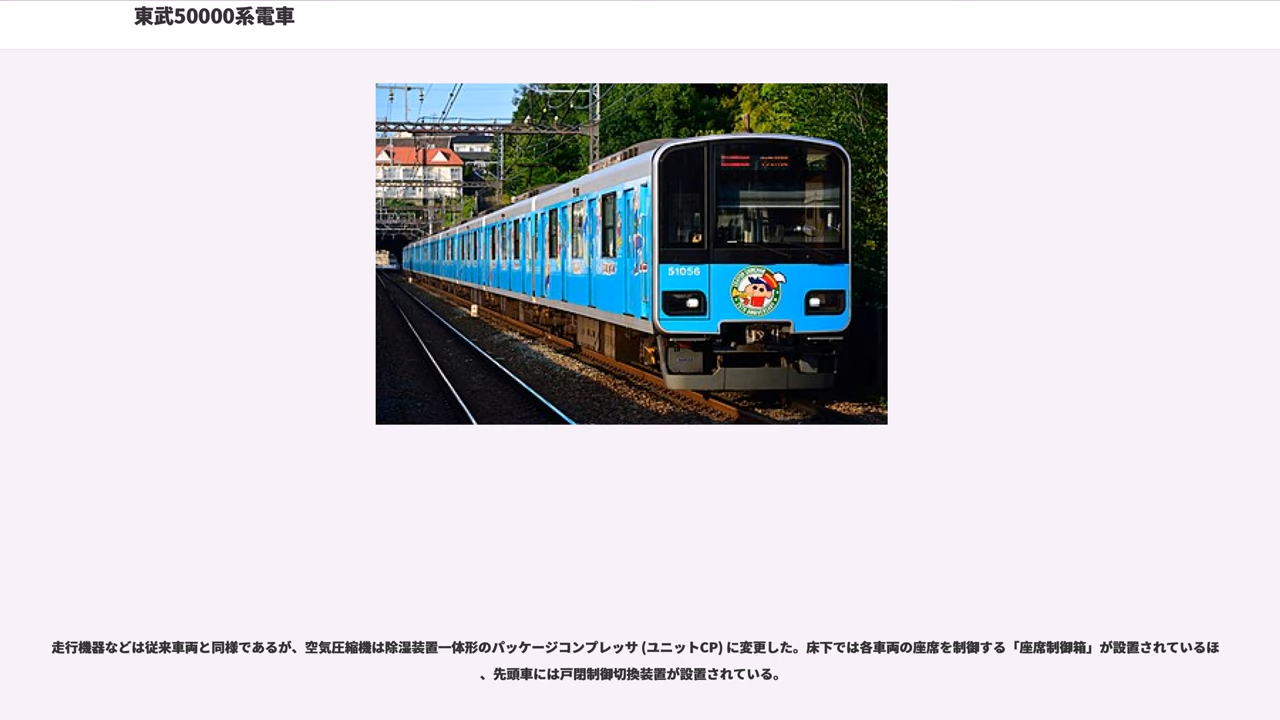 東武50000系電車
51056
走行機器などは従来車両と同様であるが、空気圧縮機は除湿装置一体形のパッケージコンプレッサ (ユニットCP) に変更した。床下では各車両の座席を制御する「座席制御箱」が設置されているほ
、先頭車には戸閉制御切換装置が設置されている。